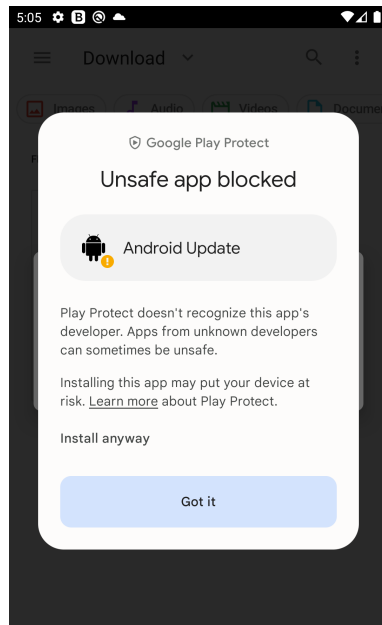 5:05
Download
Images
Audio
Videos
Google Play Protect
Unsafe app blocked
Android Update
Play Protect doesn't recognize this app's
developer. Apps from unknown developers
can sometimes be unsafe.
Installing this app may put your device at
risk. Learn more about Play Protect.
Install anyway
Got it